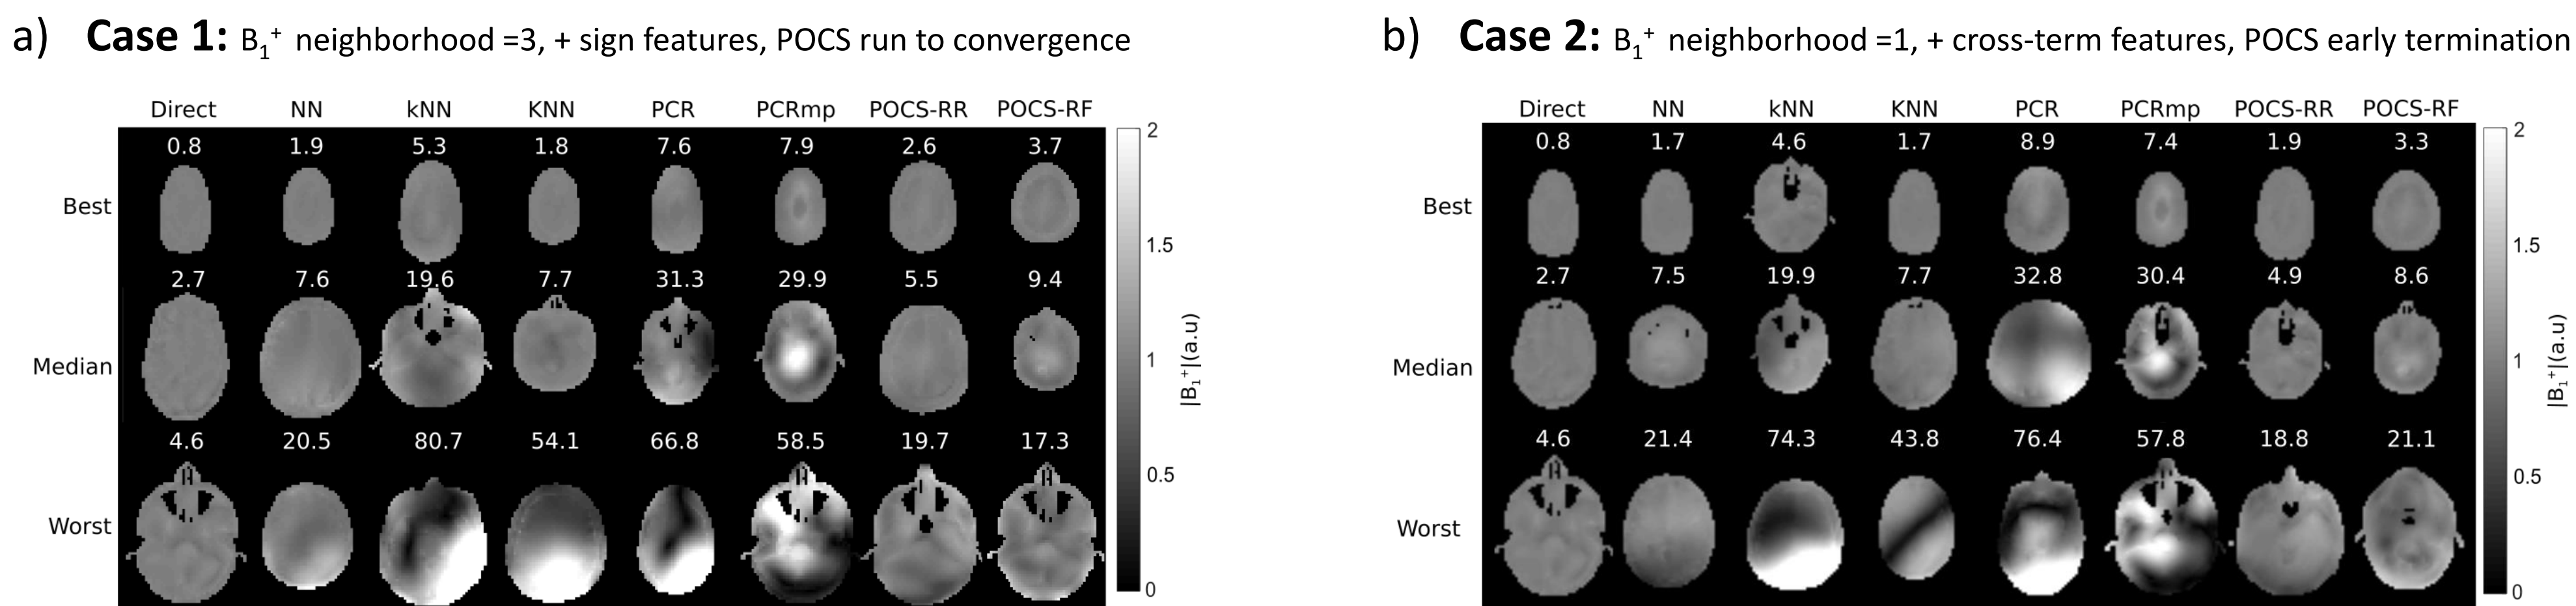 a) Case 1: B₁⁺ neighborhood =3, + sign features, POCS run to convergence
Direct NN kNN KNN PCR PCRmp POCS-RR POCS-RF
0.8 1.9 5.3 1.8 7.6 7.9 2.6 3.7
Best
2.7 7.6 19.6 7.7 31.3 29.9 5.5 9.4
Median
4.6 20.5 80.7 54.1 66.8 58.5 19.7 17.3
Worst
2
1.5
1
0.5
0
|B₁⁺|(a.u)
b) Case 2: B₁⁺ neighborhood =1, + cross-term features, POCS early termination
Direct NN kNN KNN PCR PCRmp POCS-RR POCS-RF
0.8 1.7 4.6 1.7 8.9 7.4 1.9 3.3
Best
2.7 7.5 19.9 7.7 32.8 30.4 4.9 8.6
Median
4.6 21.4 74.3 43.8 76.4 57.8 18.8 21.1
Worst
2
1.5
1
0.5
0
|B₁⁺|(a.u)